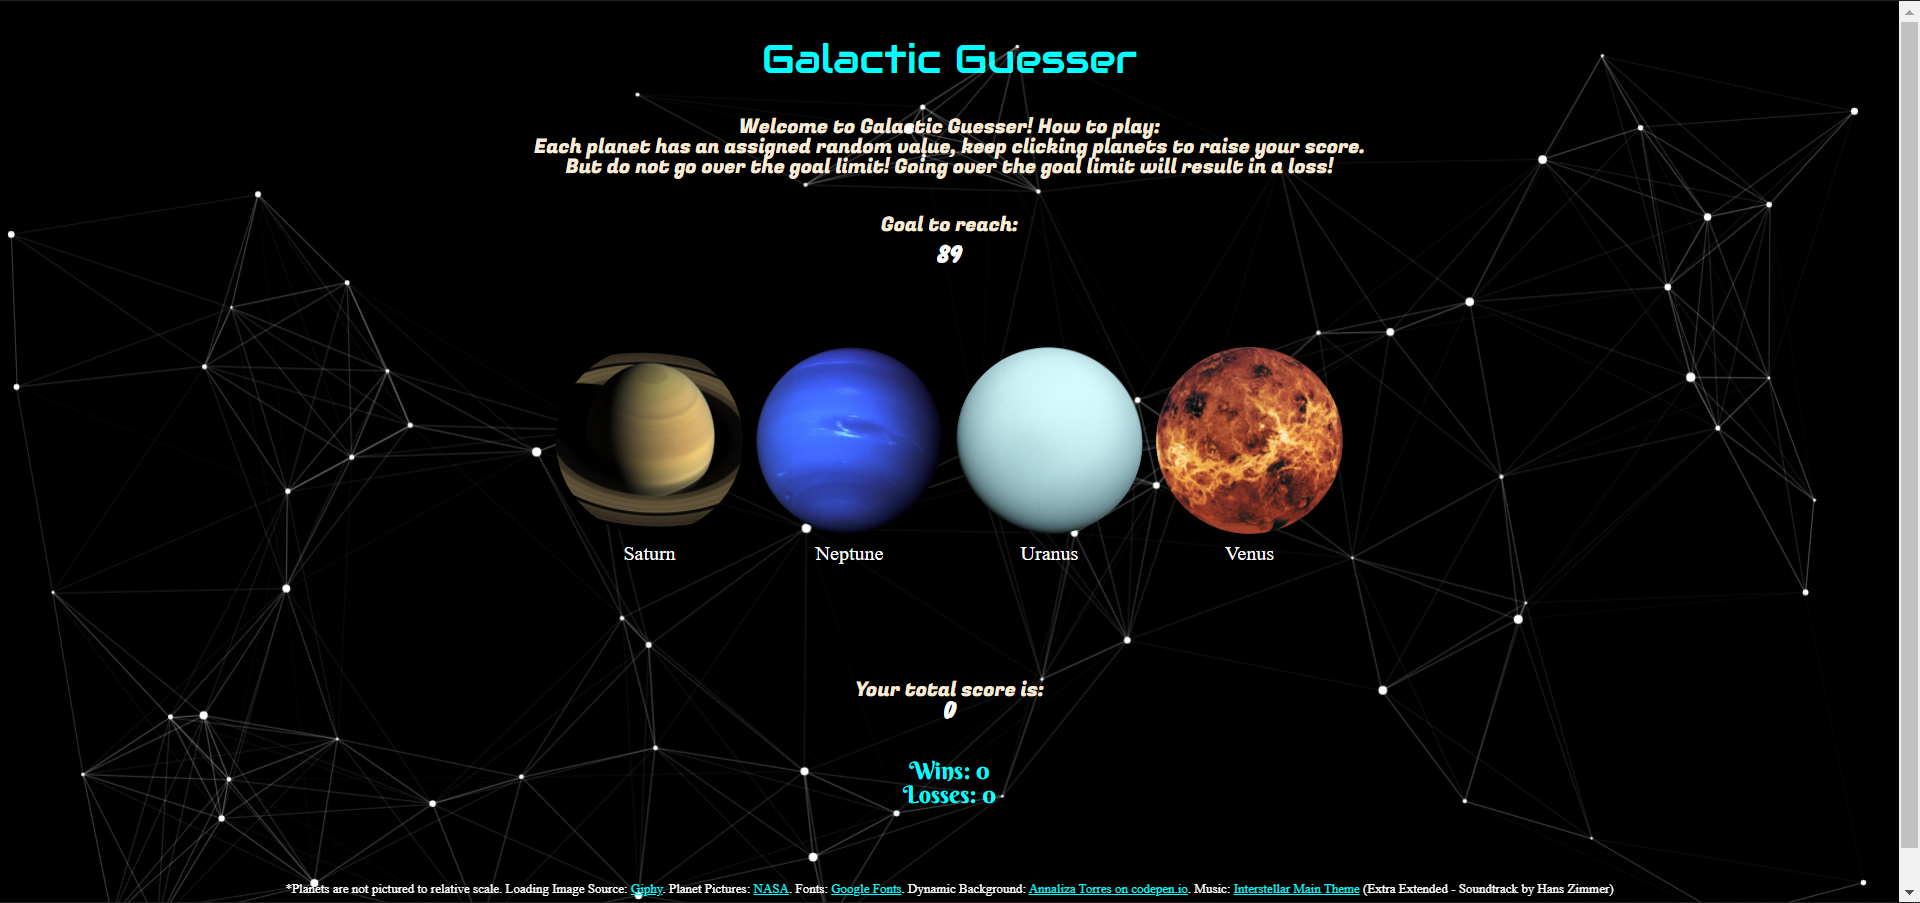 Galactic Guesser
Welcome to Galactic Guesser! How to play:
Each planet has an assigned random value, keep clicking planets to raise your score.
But do not go over the goal limit! Going over the goal limit will result in a loss!
Goal to reach:
89
Saturn
Neptune
Uranus
Venus
Your total score is:
0
Wins: 0
Losses: 0
*Planets are not pictured to relative scale. Loading Image Source: Giphy. Planet Pictures: NASA. Fonts: Google Fonts. Dynamic Background: Annaliza Torres on codepen.io. Music: Interstellar Main Theme (Extra Extended - Soundtrack by Hans Zimmer)